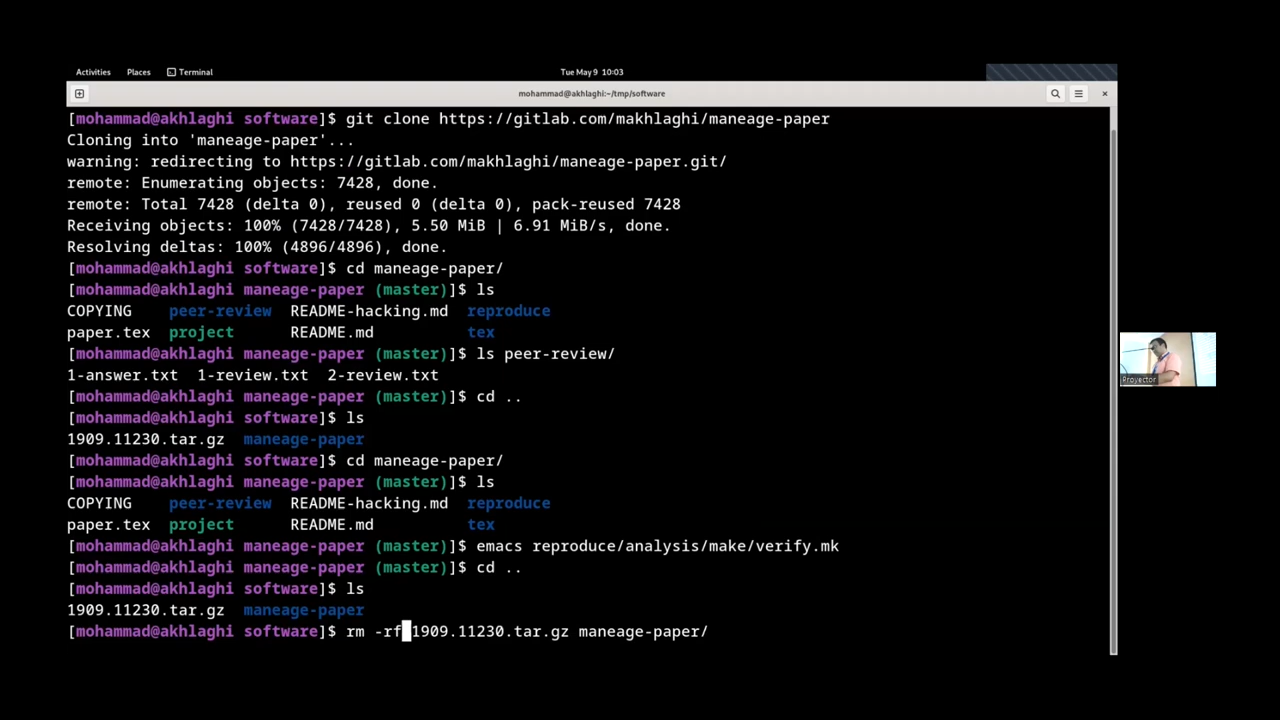 Activities Places Terminal Tue May 9 10:03
mohammad@akhlaghi:~/tmp/software
[mohammad@akhlaghi software]$ git clone https://gitlab.com/makhlaghi/maneage-paper
Cloning into 'maneage-paper'...
warning: redirecting to https://gitlab.com/makhlaghi/maneage-paper.git/
remote: Enumerating objects: 7428, done.
remote: Total 7428 (delta 0), reused 0 (delta 0), pack-reused 7428
Receiving objects: 100% (7428/7428), 5.50 MiB | 6.91 MiB/s, done.
Resolving deltas: 100% (4896/4896), done.
[mohammad@akhlaghi software]$ cd maneage-paper/
[mohammad@akhlaghi maneage-paper (master)]$ ls
COPYING peer-review README-hacking.md reproduce
paper.tex project README.md tex
[mohammad@akhlaghi maneage-paper (master)]$ ls peer-review/
1-answer.txt 1-review.txt 2-review.txt
[mohammad@akhlaghi maneage-paper (master)]$ cd ..
[mohammad@akhlaghi software]$ ls
1909.11230.tar.gz maneage-paper
[mohammad@akhlaghi software]$ cd maneage-paper/
[mohammad@akhlaghi maneage-paper (master)]$ ls
COPYING peer-review README-hacking.md reproduce
paper.tex project README.md tex
[mohammad@akhlaghi maneage-paper (master)]$ emacs reproduce/analysis/make/verify.mk
[mohammad@akhlaghi maneage-paper (master)]$ cd ..
[mohammad@akhlaghi software]$ ls
1909.11230.tar.gz maneage-paper
[mohammad@akhlaghi software]$ rm -rf 1909.11230.tar.gz maneage-paper/
Proyector